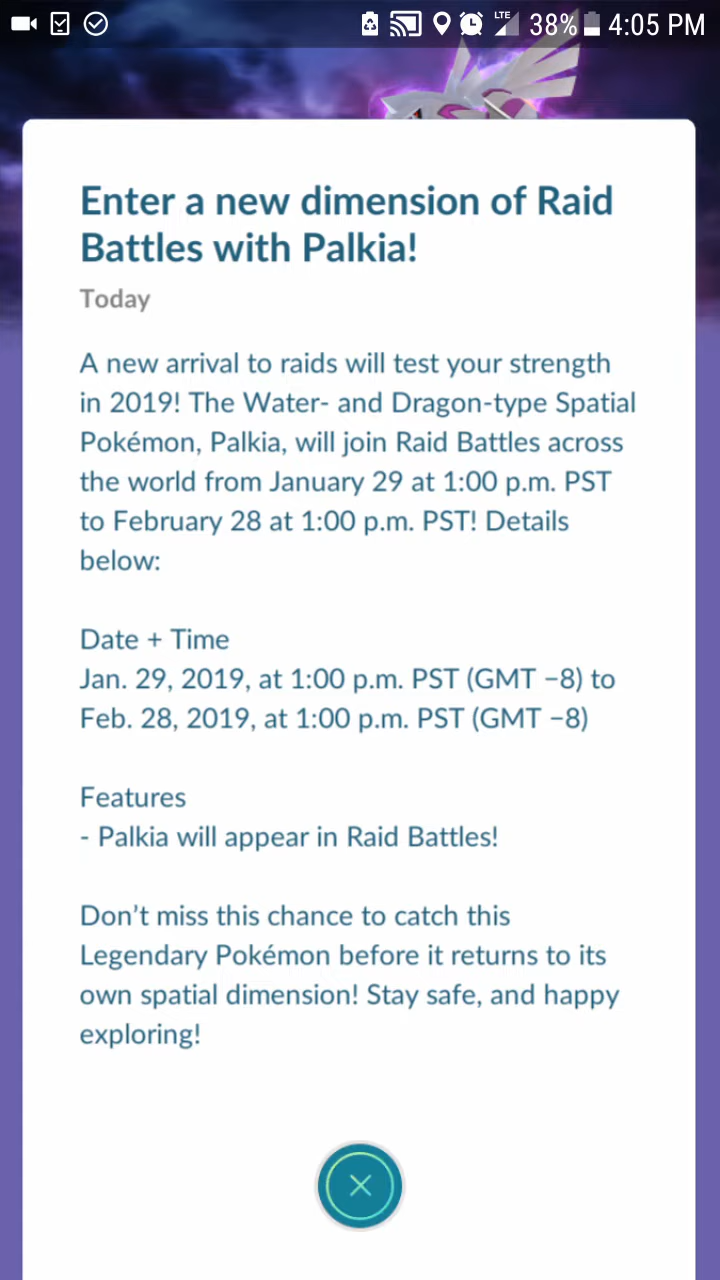 LTE 38% 4:05 PM
Enter a new dimension of Raid
Battles with Palkia!
Today
A new arrival to raids will test your strength
in 2019! The Water- and Dragon-type Spatial
Pokémon, Palkia, will join Raid Battles across
the world from January 29 at 1:00 p.m. PST
to February 28 at 1:00 p.m. PST! Details
below:
Date + Time
Jan. 29, 2019, at 1:00 p.m. PST (GMT −8) to
Feb. 28, 2019, at 1:00 p.m. PST (GMT −8)
Features
- Palkia will appear in Raid Battles!
Don’t miss this chance to catch this
Legendary Pokémon before it returns to its
own spatial dimension! Stay safe, and happy
exploring!